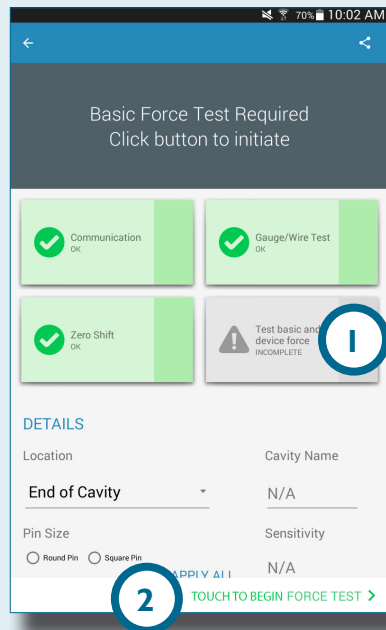 70% 10:02 AM
Basic Force Test Required
Click button to initiate
Communication
OK
Gauge/Wire Test
OK
Zero Shift
OK
Test basic and
device force
INCOMPLETE
1
DETAILS
Location
Cavity Name
End of Cavity
N/A
Pin Size
Sensitivity
Round Pin
Square Pin
APPLY ALL
N/A
2
TOUCH TO BEGIN FORCE TEST